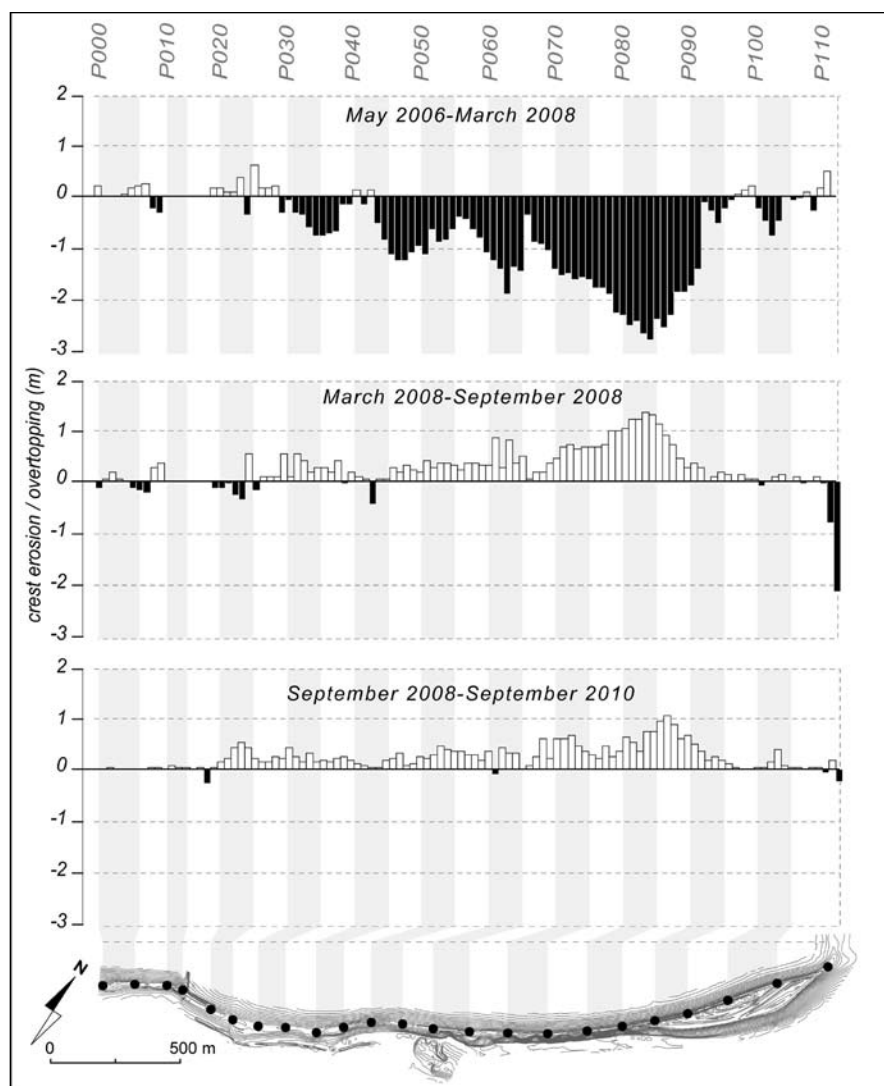 P000 P010 P020 P030 P040 P050 P060 P070 P080 P090 P100 P110
crest erosion / overtopping (m)
May 2006-March 2008
2
1
0
-1
-2
-3
March 2008-September 2008
2
1
0
-1
-2
-3
September 2008-September 2010
2
1
0
-1
-2
-3
N
0 500 m